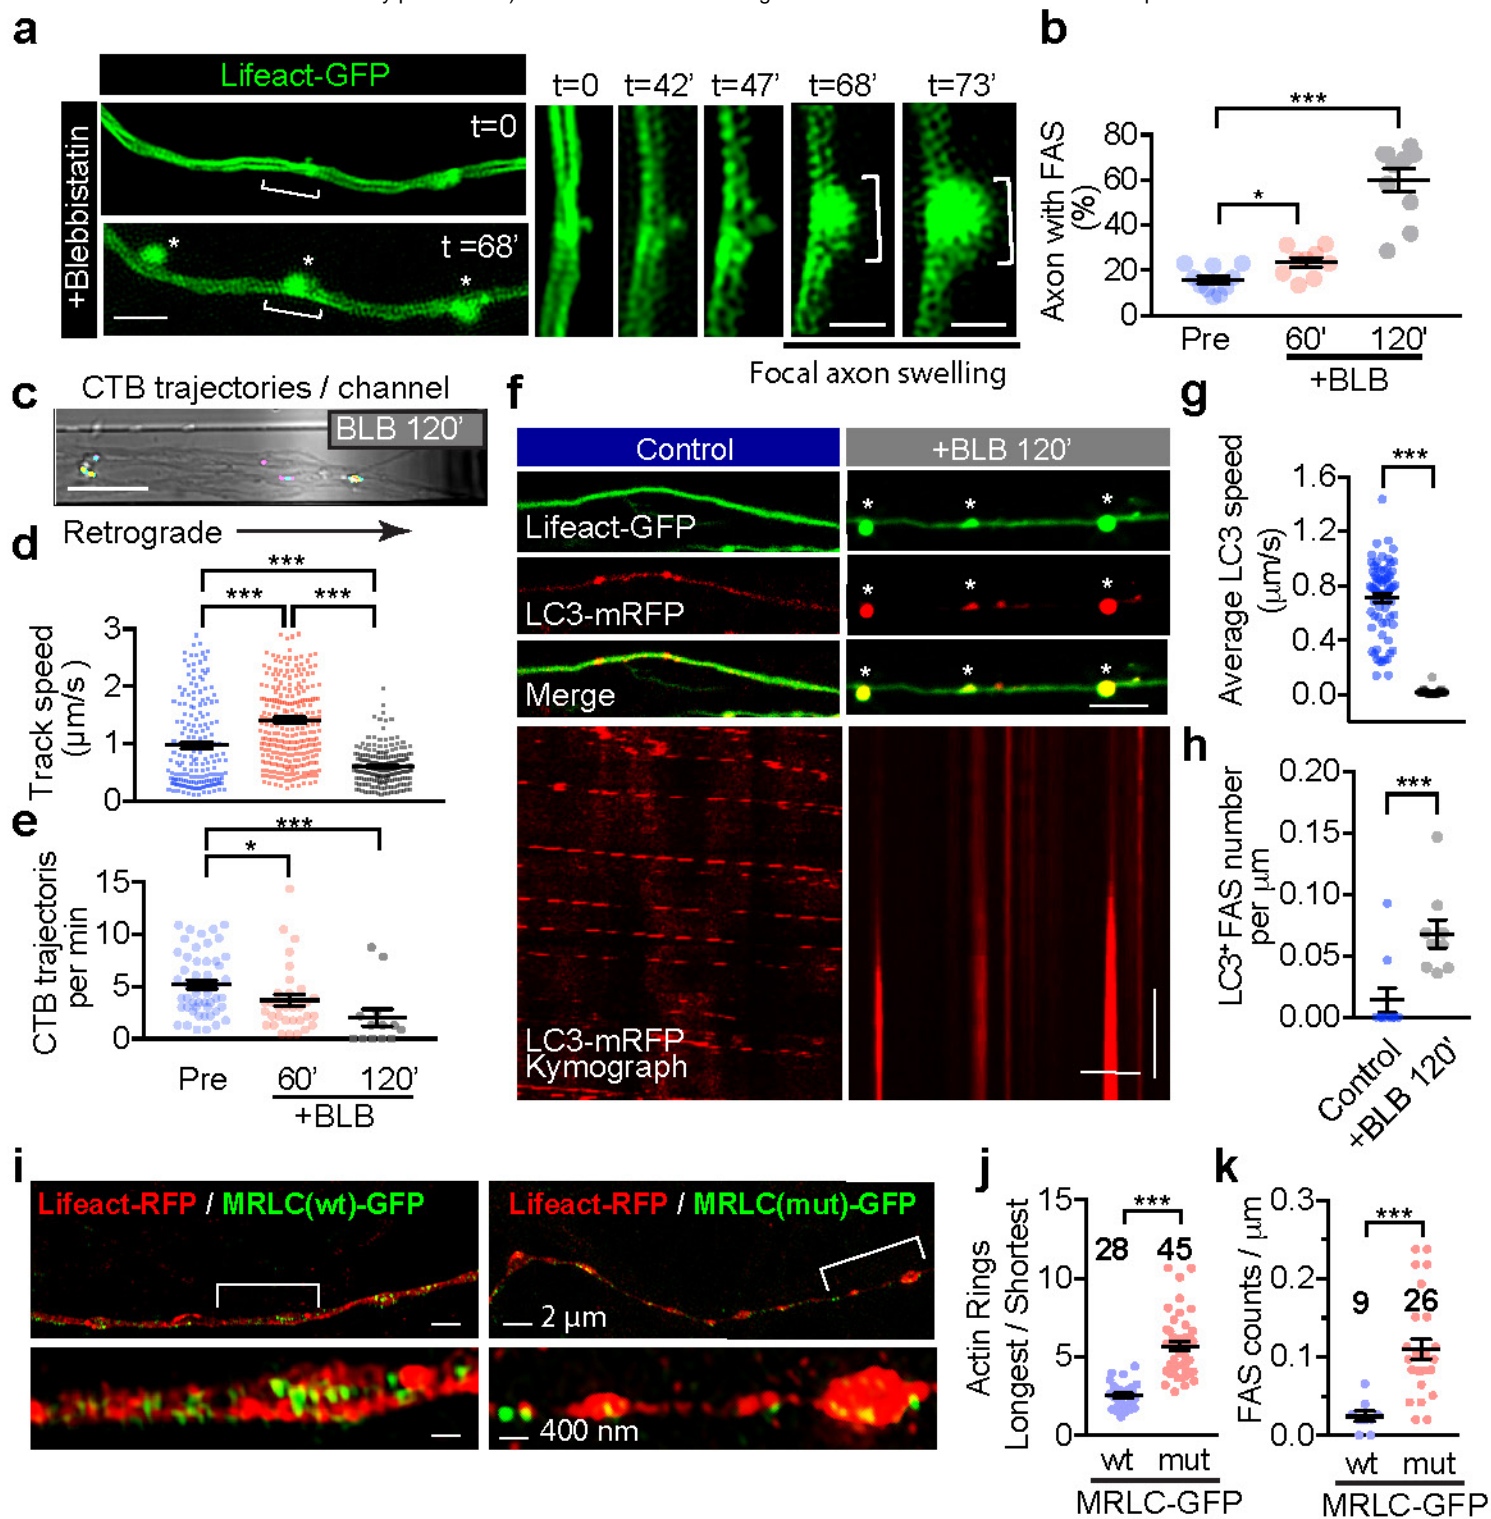 a
Lifeact-GFP
+Blebbistatin
t=0
t =68'
*
*
*
t=0
t=42'
t=47'
t=68'
t=73'
Focal axon swelling
b
Axon with FAS
(%)
80
60
40
20
0
***
*
Pre
60'
120'
+BLB
c
CTB trajectories / channel
BLB 120'
Retrograde
d
Track speed
(μm/s)
3
2
1
0
***
***
***
e
CTB trajectoris
per min
15
10
5
0
***
*
Pre
60'
120'
+BLB
f
Control
+BLB 120'
Lifeact-GFP
* * *
LC3-mRFP
* * *
Merge
* * *
LC3-mRFP
Kymograph
g
Average LC3 speed
(μm/s)
1.6
1.2
0.8
0.4
0.0
***
h
LC3⁺ FAS number
per μm
0.20
0.15
0.10
0.05
0.00
***
Control
+BLB 120'
i
Lifeact-RFP / MRLC(wt)-GFP
Lifeact-RFP / MRLC(mut)-GFP
2 μm
400 nm
j
Actin Rings
Longest / Shortest
15
10
5
0
***
28
45
wt
mut
MRLC-GFP
k
FAS counts / μm
0.3
0.2
0.1
0.0
***
9
26
wt
mut
MRLC-GFP